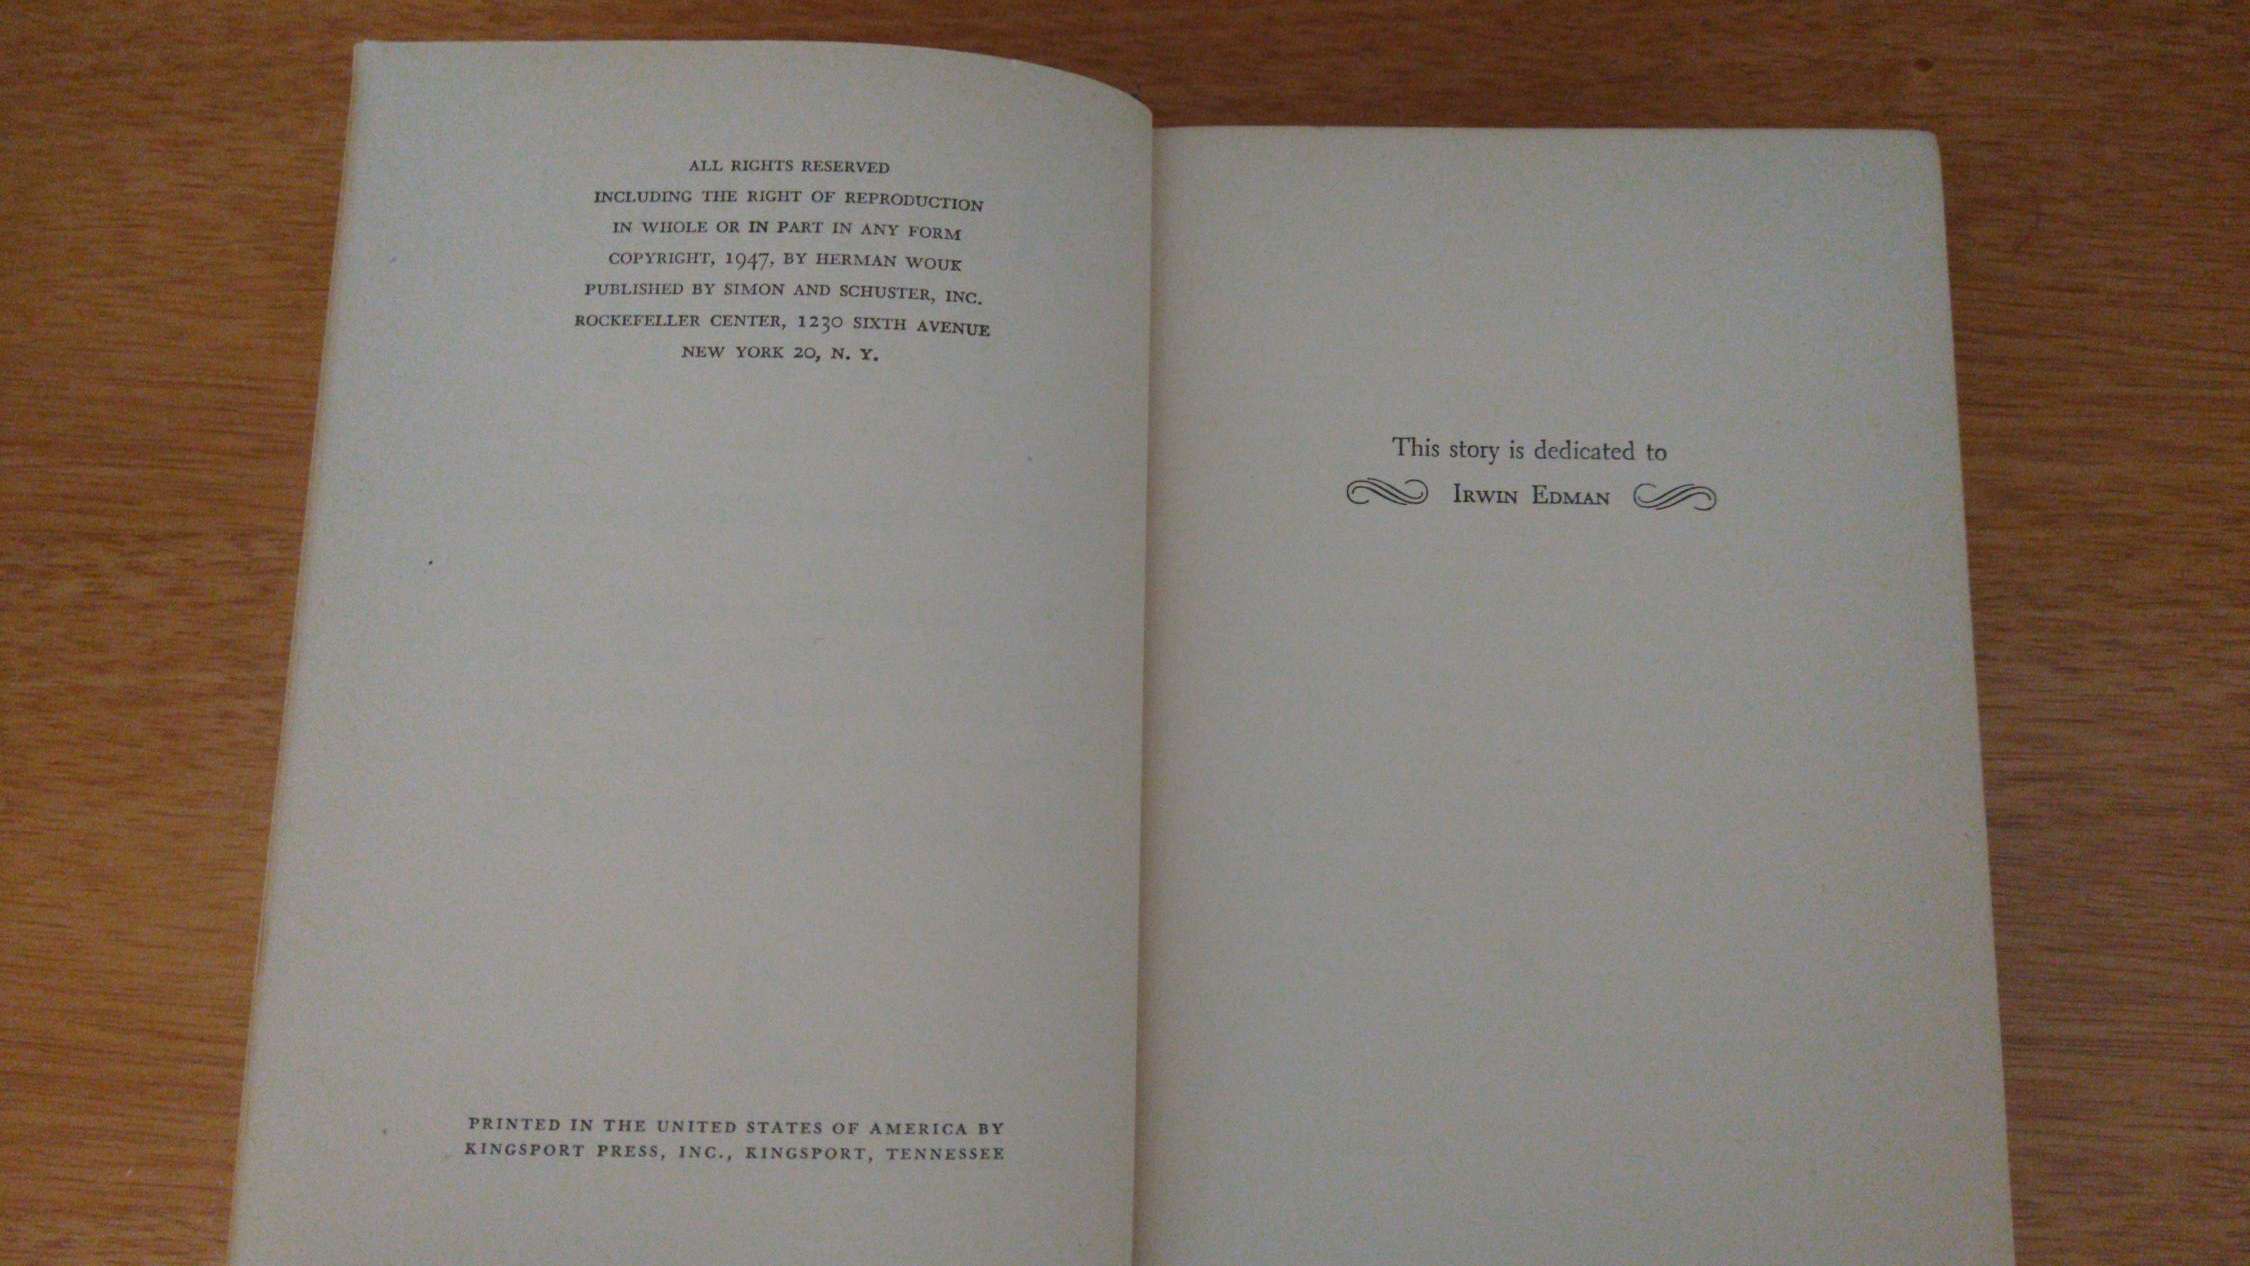 ALL RIGHTS RESERVED
INCLUDING THE RIGHT OF REPRODUCTION
IN WHOLE OR IN PART IN ANY FORM
COPYRIGHT, 1947, BY HERMAN WOUK
PUBLISHED BY SIMON AND SCHUSTER, INC.
ROCKEFELLER CENTER, 1230 SIXTH AVENUE
NEW YORK 20, N. Y.
PRINTED IN THE UNITED STATES OF AMERICA BY
KINGSPORT PRESS, INC., KINGSPORT, TENNESSEE
This story is dedicated to
IRWIN EDMAN